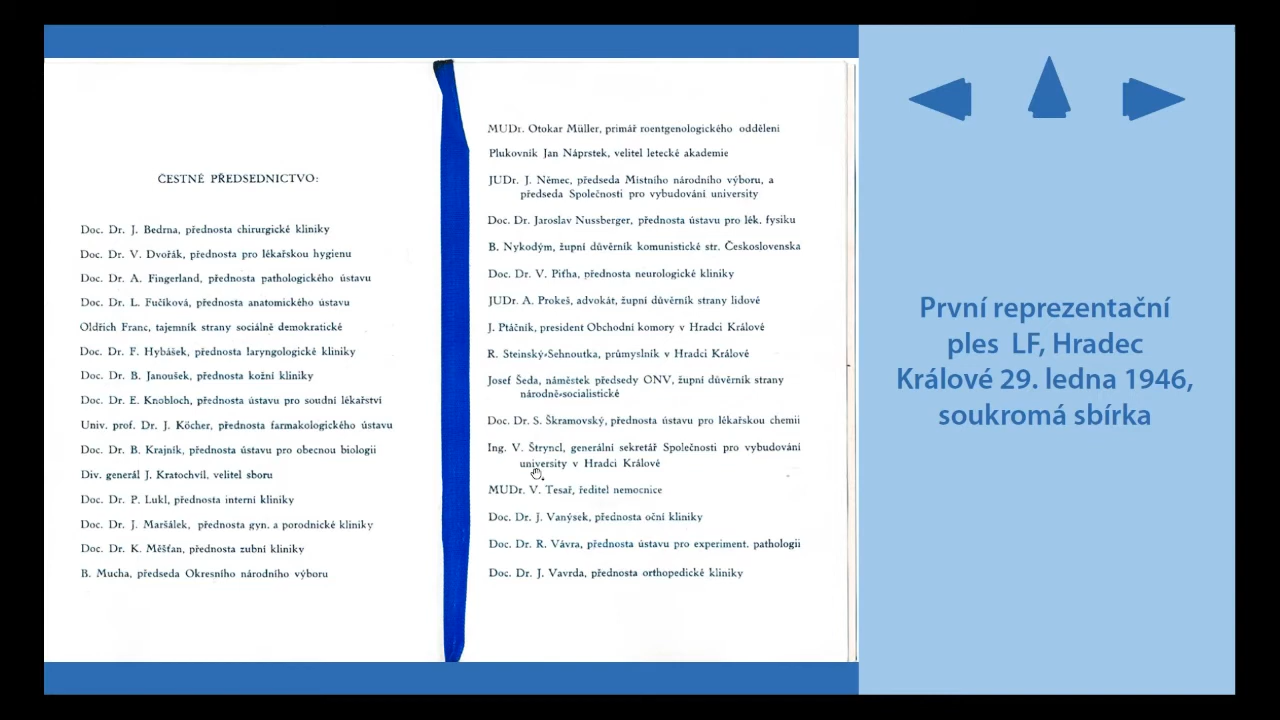 ČESTNÉ PŘEDSEDNICTVO:
Doc. Dr. J. Bedrna, přednosta chirurgické kliniky
Doc. Dr. V. Dvořák, přednosta pro lékařskou hygienu
Doc. Dr. A. Fingerland, přednosta pathologického ústavu
Doc. Dr. L. Fučíková, přednosta anatomického ústavu
Oldřich Franc, tajemník strany sociálně demokratické
Doc. Dr. F. Hybášek, přednosta laryngologické kliniky
Doc. Dr. B. Janoušek, přednosta kožní kliniky
Doc. Dr. E. Knobloch, přednosta ústavu pro soudní lékařství
Univ. prof. Dr. J. Köcher, přednosta farmakologického ústavu
Doc. Dr. B. Krajník, přednosta ústavu pro obecnou biologii
Div. generál J. Kratochvíl, velitel sboru
Doc. Dr. P. Lukl, přednosta interní kliniky
Doc. Dr. J. Maršálek, přednosta gyn. a porodnické kliniky
Doc. Dr. K. Měšťan, přednosta zubní kliniky
B. Mucha, předseda Okresního národního výboru
MUDr. Otokar Müller, primář roentgenologického oddělení
Plukovník Jan Náprstek, velitel letecké akademie
JUDr. J. Němec, předseda Místního národního výboru, a
předseda Společnosti pro vybudování university
Doc. Dr. Jaroslav Nussberger, přednosta ústavu pro lék. fysiku
B. Nykodým, župní důvěrník komunistické str. Československa
Doc. Dr. V. Piťha, přednosta neurologické kliniky
JUDr. A. Prokeš, advokát, župní důvěrník strany lidové
J. Ptáčník, president Obchodní komory v Hradci Králové
R. Steinský-Sehnoutka, průmyslník v Hradci Králové
Josef Šeda, náměstek předsedy ONV, župní důvěrník strany
národně-socialistické
Doc. Dr. S. Škramovský, přednosta ústavu pro lékařskou chemii
Ing. V. Štryncl, generální sekretář Společnosti pro vybudování
university v Hradci Králové
MUDr. V. Tesař, ředitel nemocnice
Doc. Dr. J. Vanýsek, přednosta oční kliniky
Doc. Dr. R. Vávra, přednosta ústavu pro experiment. pathologii
Doc. Dr. J. Vavrda, přednosta orthopedické kliniky
První reprezentační
ples LF, Hradec
Králové 29. ledna 1946,
soukromá sbírka